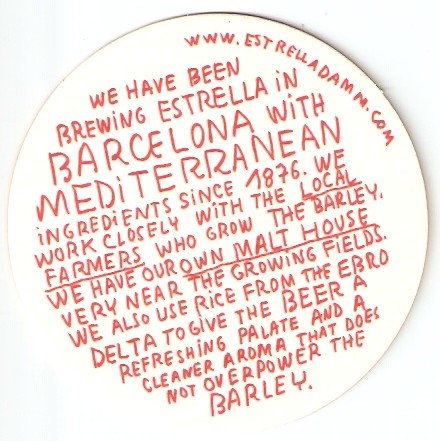 WWW.ESTRELLADAMM.COM
WE HAVE BEEN
BREWING ESTRELLA iN
BARCELONA WiTH
MEDiTERRANEAN
iNGREDiENTS SiNCE 1876. WE
WORK CLOSELY WiTH THE LOCAL
FARMERS WHO GROW THE BARLEY.
WE HAVE OUR OWN MALT HOUSE
VERY NEAR THE GROWING FiELDS.
WE ALSO USE RiCE FROM THE EBRO
DELTA TO GiVE THE BEER A
REFRESHING PALATE AND A
CLEANER AROMA THAT DOES
NOT OVERPOWER THE
BARLEY.